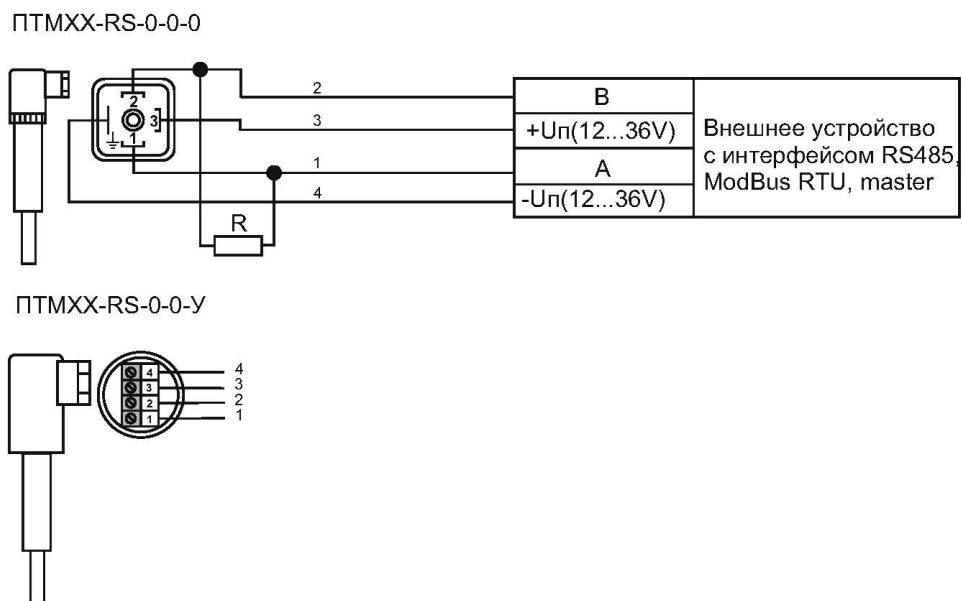 ПТМХХ-RS-0-0-0
2
3
1
2
3
1
4
R
B
+Uп(12...36V)
A
-Uп(12...36V)
Внешнее устройство
с интерфейсом RS485,
ModBus RTU, master
ПТМХХ-RS-0-0-У
4
3
2
1
4
3
2
1